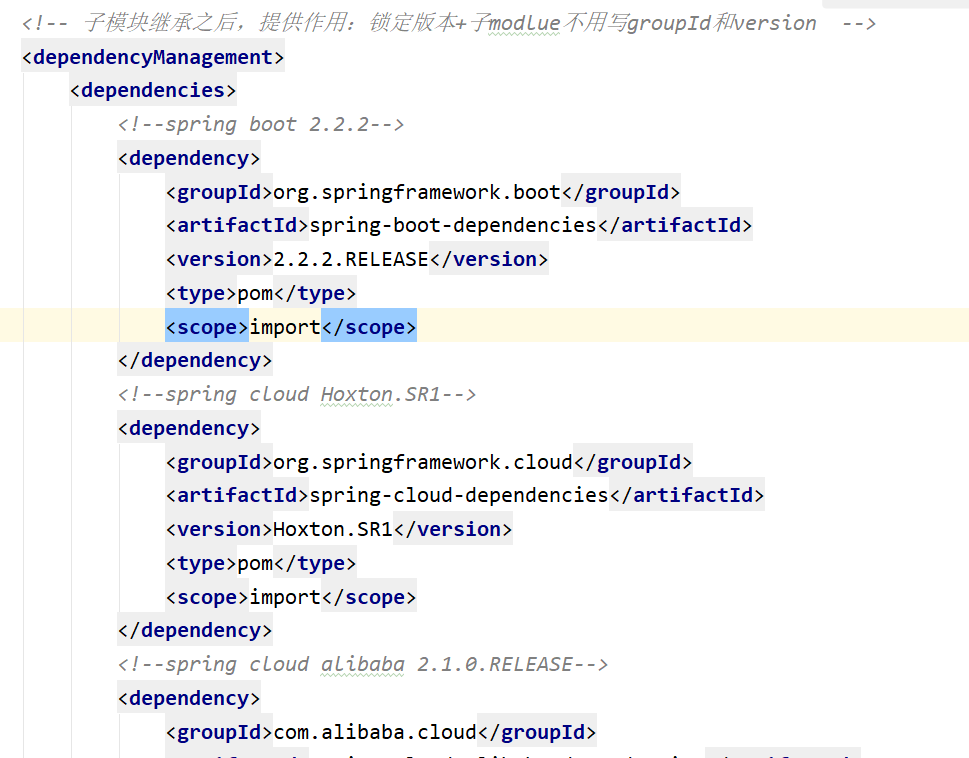 <!-- 子模块继承之后，提供作用：锁定版本+子modlue不用写groupId和version  -->
<dependencyManagement>
<dependencies>
<!--spring boot 2.2.2-->
<dependency>
<groupId>org.springframework.boot</groupId>
<artifactId>spring-boot-dependencies</artifactId>
<version>2.2.2.RELEASE</version>
<type>pom</type>
<scope>import</scope>
</dependency>
<!--spring cloud Hoxton.SR1-->
<dependency>
<groupId>org.springframework.cloud</groupId>
<artifactId>spring-cloud-dependencies</artifactId>
<version>Hoxton.SR1</version>
<type>pom</type>
<scope>import</scope>
</dependency>
<!--spring cloud alibaba 2.1.0.RELEASE-->
<dependency>
<groupId>com.alibaba.cloud</groupId>